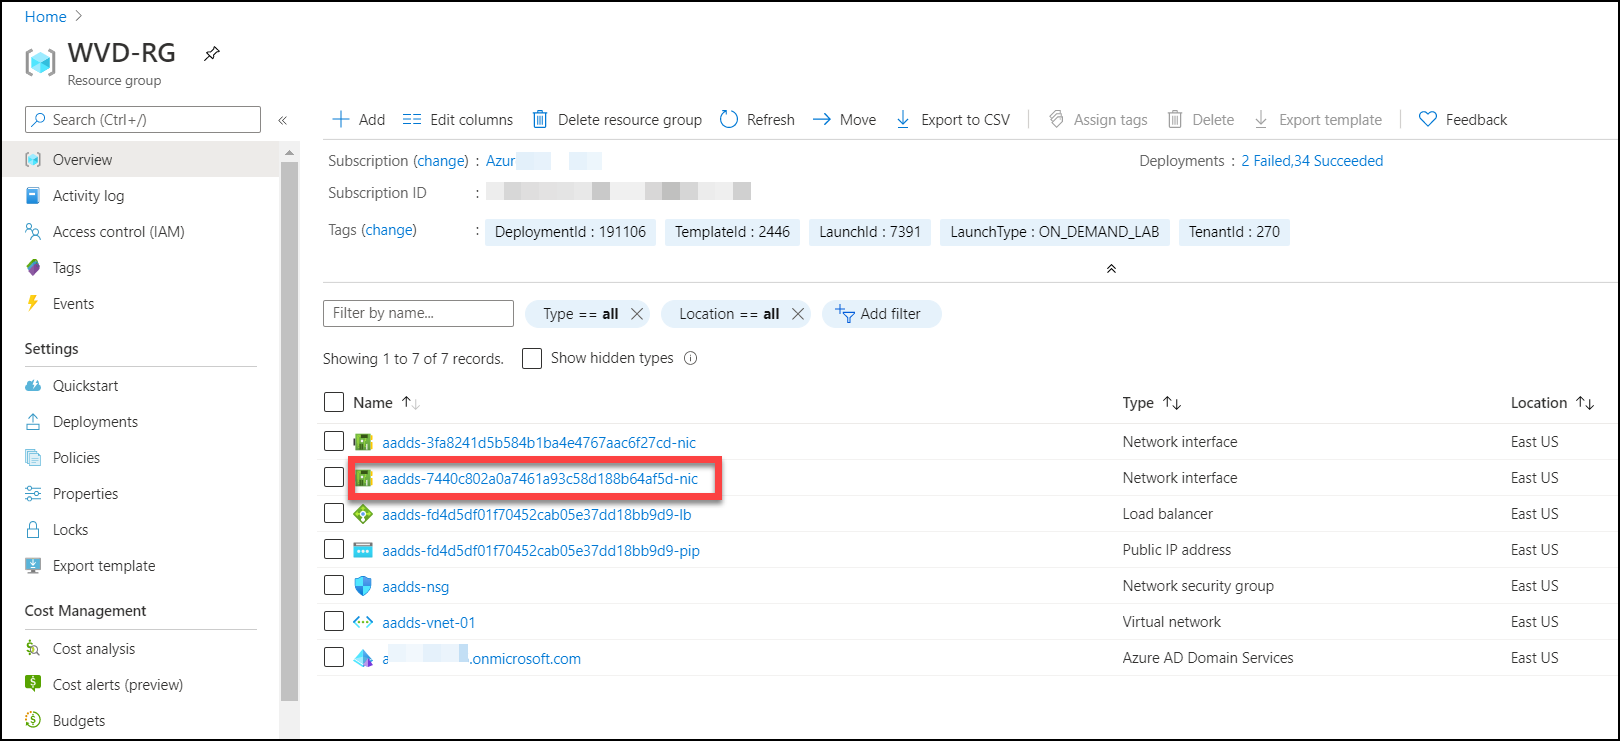 Home >
WVD-RG
Resource group
Search (Ctrl+/)
«
Overview
Activity log
Access control (IAM)
Tags
Events
Settings
Quickstart
Deployments
Policies
Properties
Locks
Export template
Cost Management
Cost analysis
Cost alerts (preview)
Budgets
Add Edit columns Delete resource group Refresh Move Export to CSV Assign tags Delete Export template Feedback
Subscription (change) : Azur
Deployments : 2 Failed,34 Succeeded
Subscription ID :
Tags (change) : DeploymentId : 191106 TemplateId : 2446 LaunchId : 7391 LaunchType : ON_DEMAND_LAB TenantId : 270
Filter by name... Type == all Location == all Add filter
Showing 1 to 7 of 7 records. Show hidden types
Name Type Location
aadds-3fa8241d5b584b1ba4e4767aac6f27cd-nic Network interface East US
aadds-7440c802a0a7461a93c58d188b64af5d-nic Network interface East US
aadds-fd4d5df01f70452cab05e37dd18bb9d9-lb Load balancer East US
aadds-fd4d5df01f70452cab05e37dd18bb9d9-pip Public IP address East US
aadds-nsg Network security group East US
aadds-vnet-01 Virtual network East US
a .onmicrosoft.com Azure AD Domain Services East US